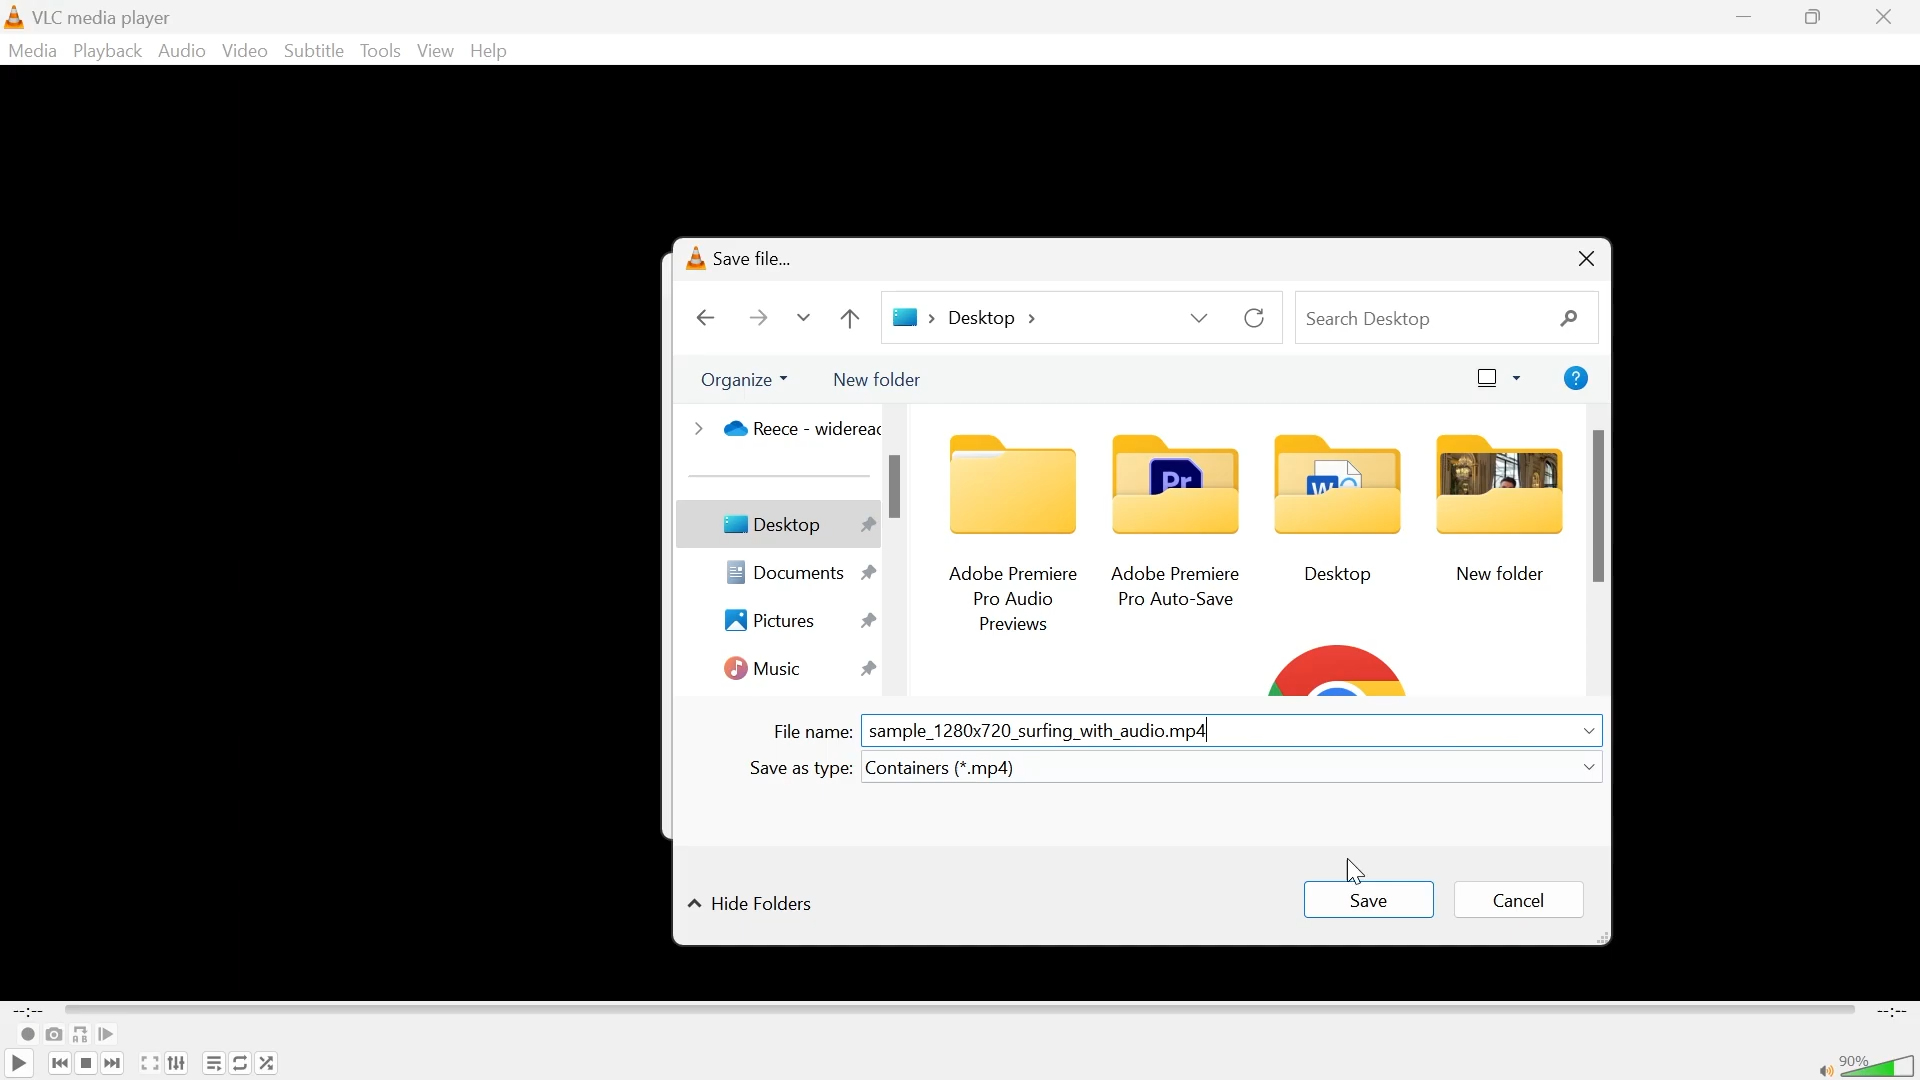 VLC media player
Media Playback Audio Video Subtitle Tools View Help
Save file...
Desktop
Search Desktop
Organize New folder
Reece - wideread
Desktop
Documents
Pictures
Music
Adobe Premiere Pro Audio Previews
Adobe Premiere Pro Auto-Save
Desktop
New folder
File name: sample_1280x720_surfing_with_audio.mp4
Save as type: Containers (*.mp4)
Hide Folders
Save
Cancel
--:--
--:--
90%